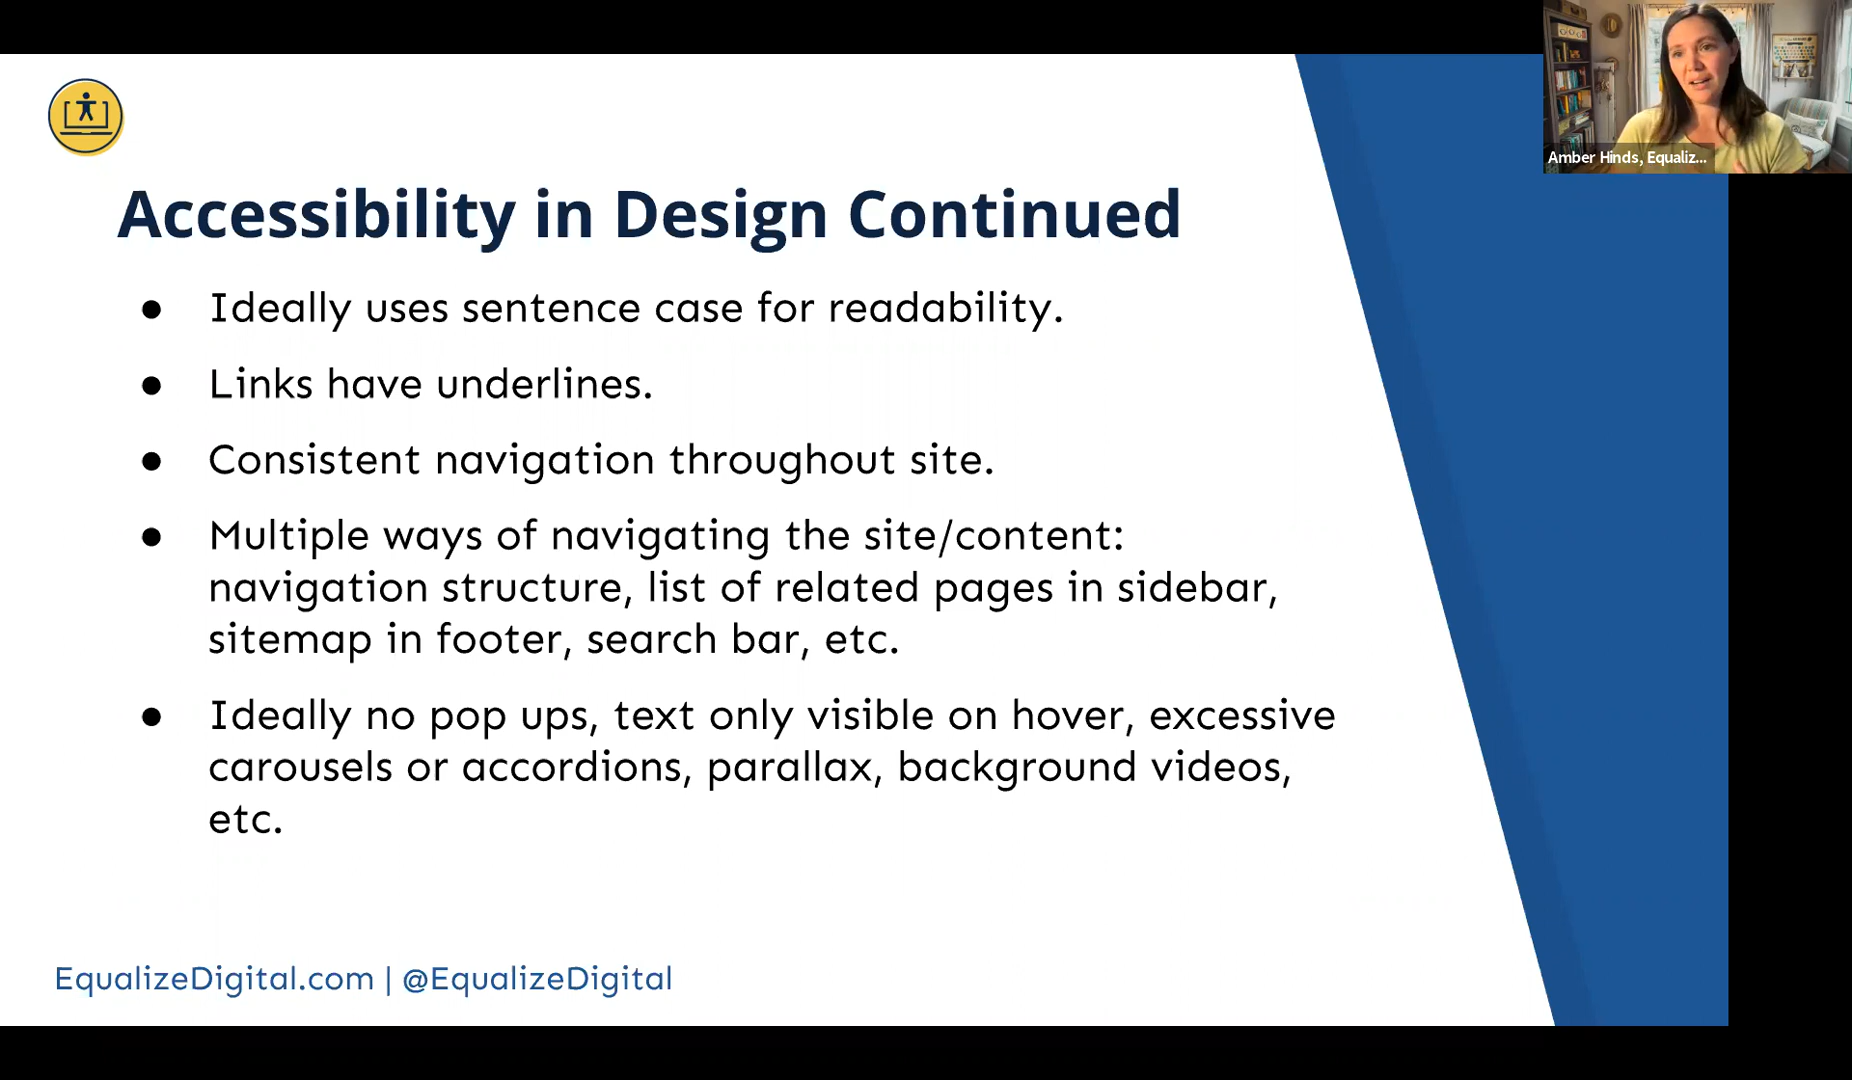 Amber Hinds, Equaliz...
Accessibility in Design Continued
● Ideally uses sentence case for readability.
● Links have underlines.
● Consistent navigation throughout site.
● Multiple ways of navigating the site/content:
navigation structure, list of related pages in sidebar,
sitemap in footer, search bar, etc.
● Ideally no pop ups, text only visible on hover, excessive
carousels or accordions, parallax, background videos,
etc.
EqualizeDigital.com | @EqualizeDigital